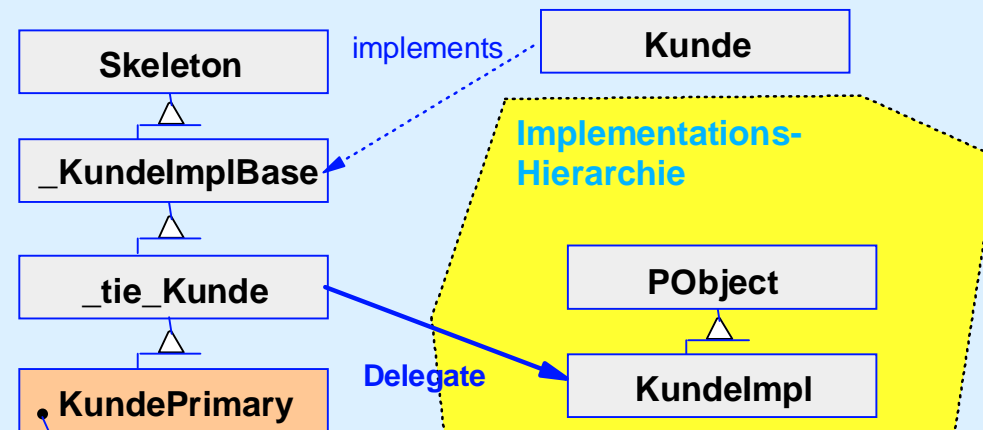 Skeleton
implements
Kunde
Implementations-
Hierarchie
_KundeImplBase
_tie_Kunde
PObject
Delegate
KundePrimary
KundeImpl